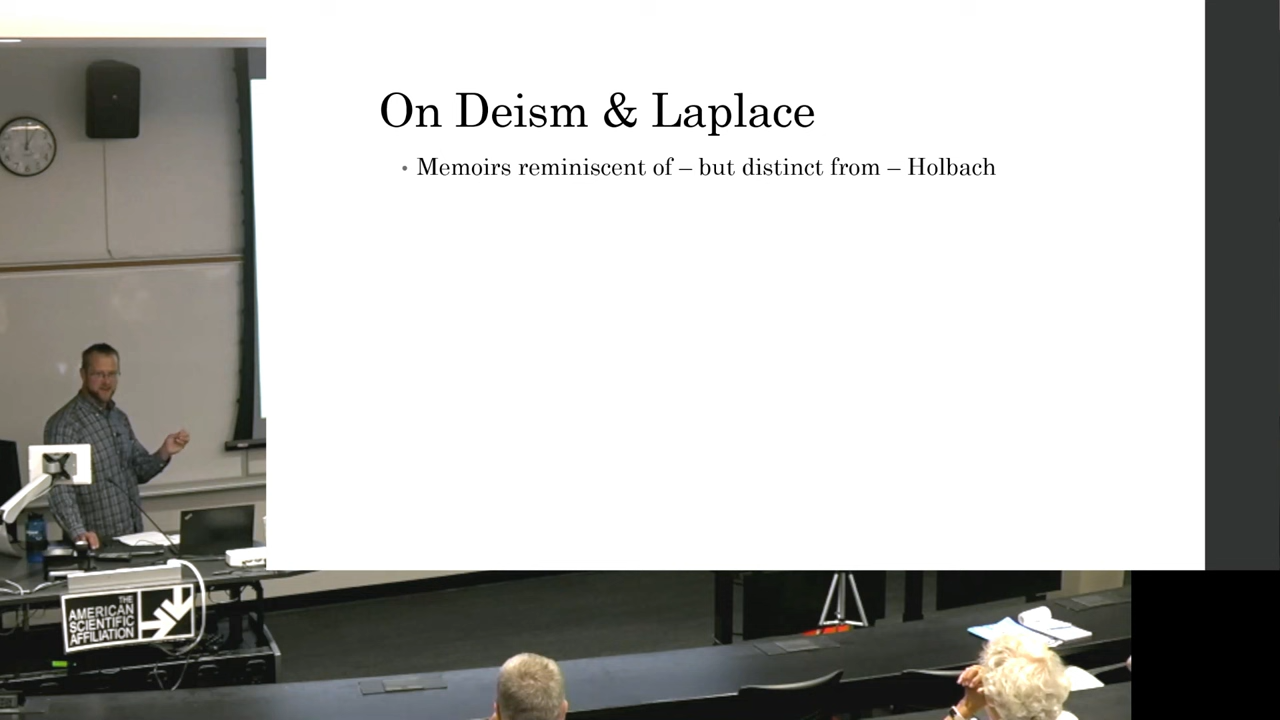 On Deism & Laplace
• Memoirs reminiscent of – but distinct from – Holbach
THE
AMERICAN
SCIENTIFIC
AFFILIATION